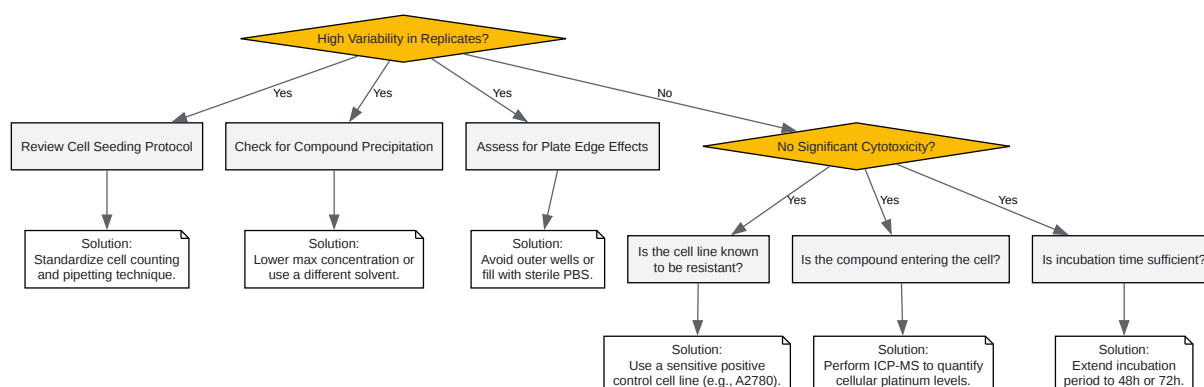 High Variability in Replicates?
Yes
Yes
Yes
No
Review Cell Seeding Protocol
Check for Compound Precipitation
Assess for Plate Edge Effects
No Significant Cytotoxicity?
Yes
Yes
Yes
Solution:
Standardize cell counting
and pipetting technique.
Solution:
Lower max concentration or
use a different solvent.
Solution:
Avoid outer wells or
fill with sterile PBS.
Is the cell line known
to be resistant?
Is the compound entering the cell?
Is incubation time sufficient?
Solution:
Use a sensitive positive
control cell line (e.g., A2780).
Solution:
Perform ICP-MS to quantify
cellular platinum levels.
Solution:
Extend incubation
period to 48h or 72h.